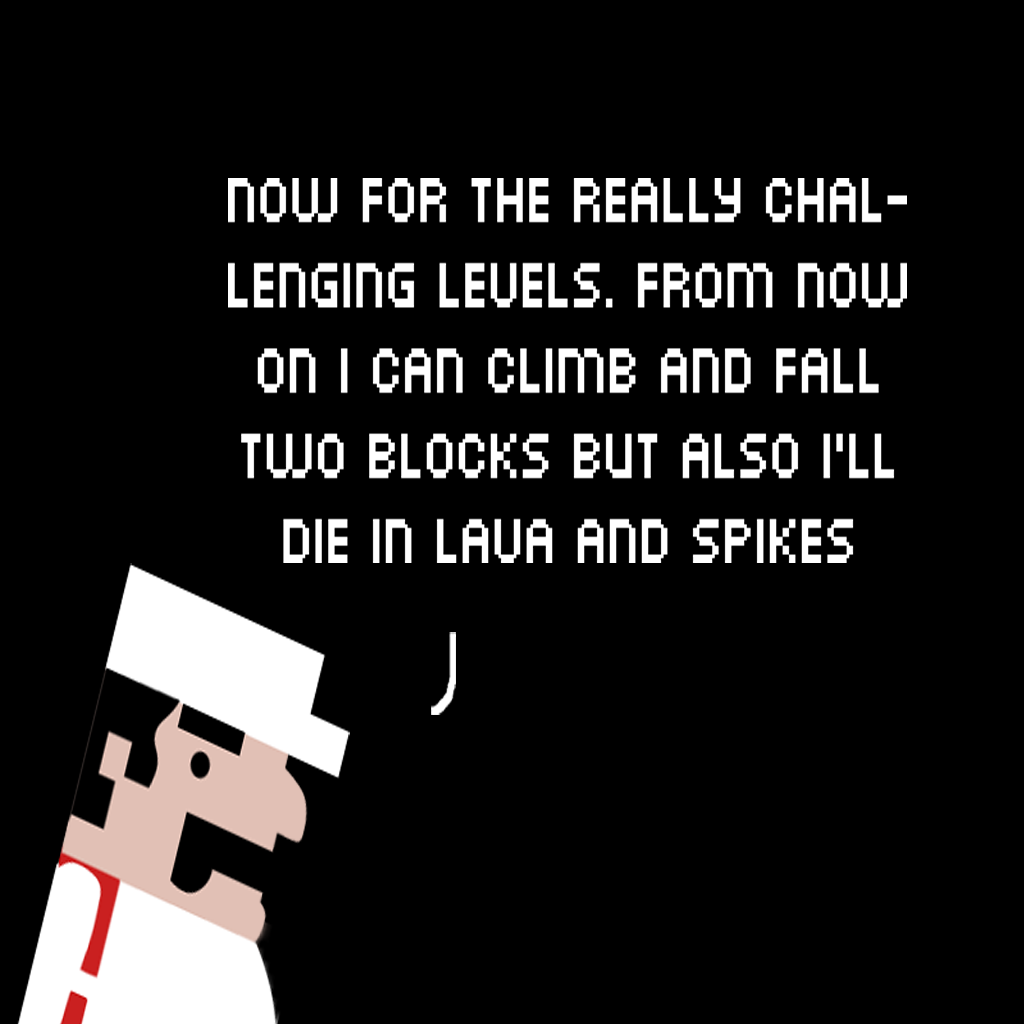 NOW FOR THE REALLY CHAL-
LENGING LEVELS. FROM NOW
ON I CAN CLIMB AND FALL
TWO BLOCKS BUT ALSO I'LL
DIE IN LAVA AND SPIKES